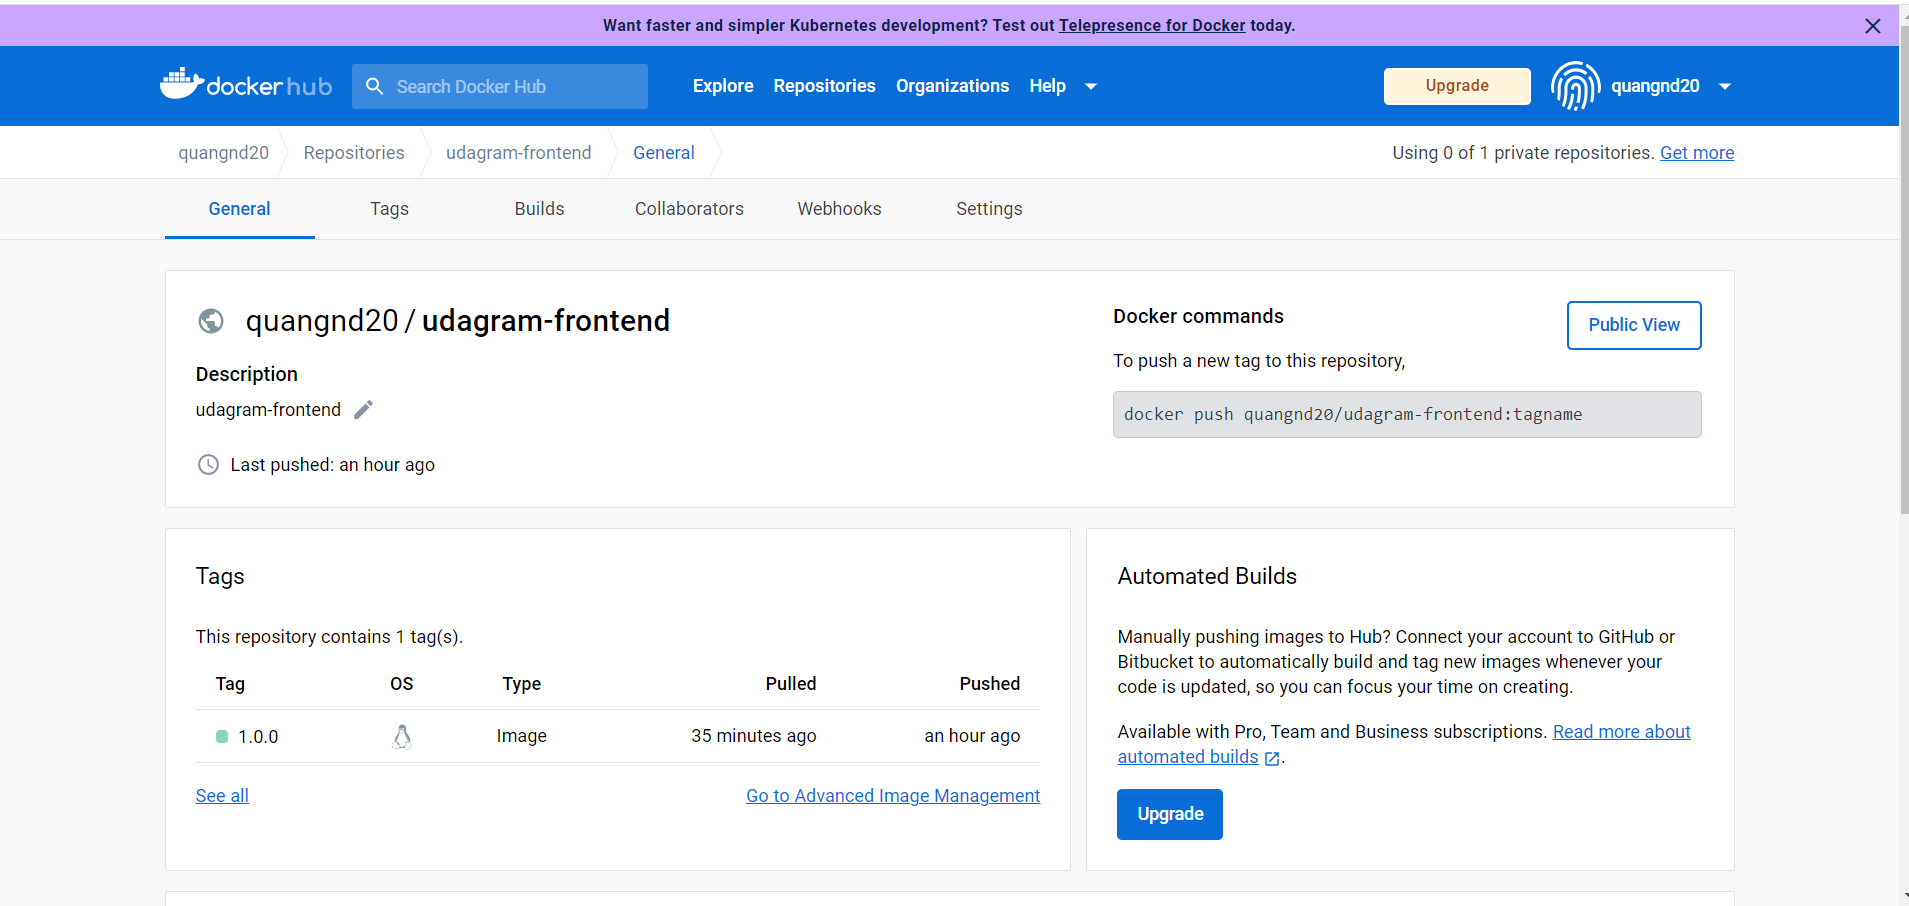 Want faster and simpler Kubernetes development? Test out Telepresence for Docker today.
dockerhub
Search Docker Hub
Explore
Repositories
Organizations
Help
Upgrade
quangnd20
quangnd20
Repositories
udagram-frontend
General
Using 0 of 1 private repositories. Get more
General
Tags
Builds
Collaborators
Webhooks
Settings
quangnd20 / udagram-frontend
Description
udagram-frontend
Last pushed: an hour ago
Docker commands
Public View
To push a new tag to this repository,
docker push quangnd20/udagram-frontend:tagname
Tags
This repository contains 1 tag(s).
Tag OS Type Pulled Pushed
1.0.0 Image 35 minutes ago an hour ago
See all
Go to Advanced Image Management
Automated Builds
Manually pushing images to Hub? Connect your account to GitHub or
Bitbucket to automatically build and tag new images whenever your
code is updated, so you can focus your time on creating.
Available with Pro, Team and Business subscriptions. Read more about
automated builds .
Upgrade